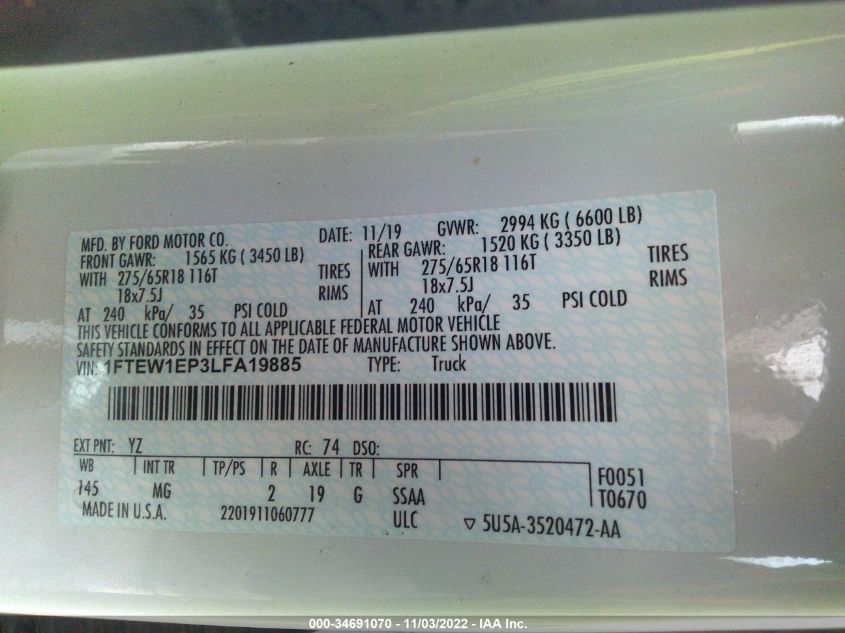 MFD. BY FORD MOTOR CO. DATE: 11/19 GVWR: 2994 KG ( 6600 LB)
FRONT GAWR: 1565 KG ( 3450 LB) REAR GAWR: 1520 KG ( 3350 LB)
WITH 275/65R18 116T TIRES WITH 275/65R18 116T TIRES
18x7.5J RIMS 18x7.5J RIMS
AT 240 kPa/ 35 PSI COLD AT 240 kPa/ 35 PSI COLD
THIS VEHICLE CONFORMS TO ALL APPLICABLE FEDERAL MOTOR VEHICLE
SAFETY STANDARDS IN EFFECT ON THE DATE OF MANUFACTURE SHOWN ABOVE.
VIN: 1FTEW1EP3LFA19885 TYPE: Truck
EXT PNT: YZ RC: 74 DSO:
WB INT TR TP/PS R AXLE TR SPR F0051
145 MG 2 19 G SSAA T0670
MADE IN U.S.A. 2201911060777 ULC ▽ 5U5A-3520472-AA
000-34691070 - 11/03/2022 - IAA Inc.